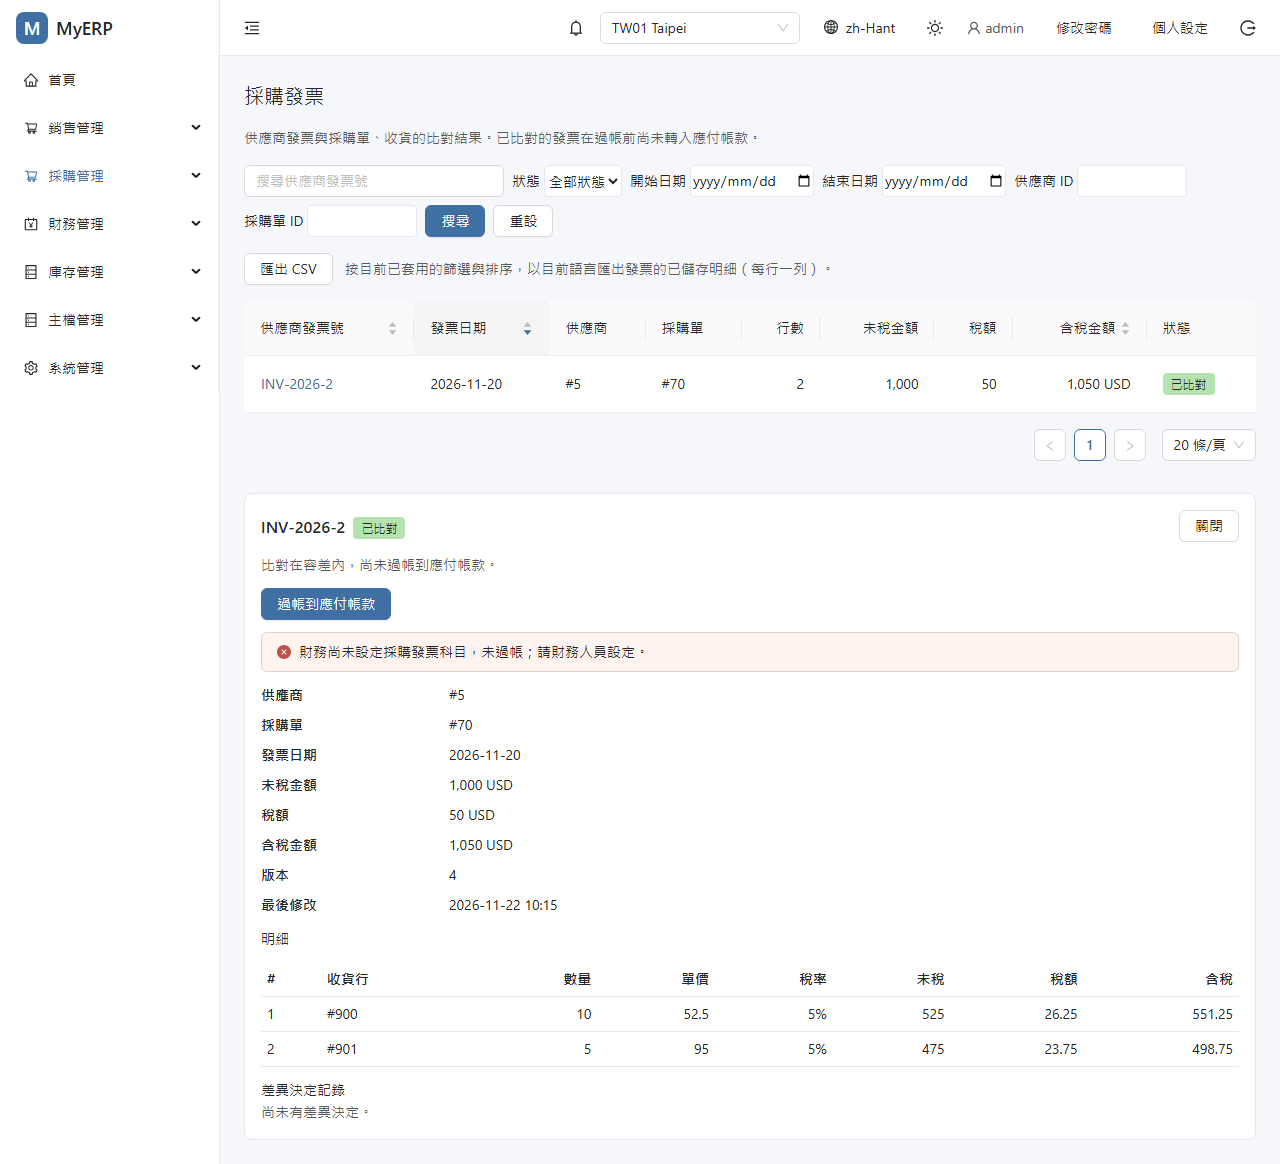 M MyERP
TW01 Taipei
zh-Hant
admin
修改密碼
個人設定
首頁
銷售管理
採購管理
財務管理
庫存管理
主檔管理
系統管理
採購發票
供應商發票與採購單、收貨的比對結果。已比對的發票在過帳前尚未轉入應付帳款。
搜尋供應商發票號 狀態 全部狀態 開始日期 yyyy/mm/dd 結束日期 yyyy/mm/dd 供應商 ID
採購單 ID 搜尋 重設
匯出 CSV 按目前已套用的篩選與排序，以目前語言匯出發票的已儲存明細（每行一列）。
供應商發票號 發票日期 供應商 採購單 行數 未稅金額 稅額 含稅金額 狀態
INV-2026-2 2026-11-20 #5 #70 2 1,000 50 1,050 USD 已比對
1 20 條/頁
INV-2026-2 已比對 關閉
比對在容差內，尚未過帳到應付帳款。
過帳到應付帳款
財務尚未設定採購發票科目，未過帳；請財務人員設定。
供應商 #5
採購單 #70
發票日期 2026-11-20
未稅金額 1,000 USD
稅額 50 USD
含稅金額 1,050 USD
版本 4
最後修改 2026-11-22 10:15
明細
# 收貨行 數量 單價 稅率 未稅 稅額 含稅
1 #900 10 52.5 5% 525 26.25 551.25
2 #901 5 95 5% 475 23.75 498.75
差異決定記錄
尚未有差異決定。